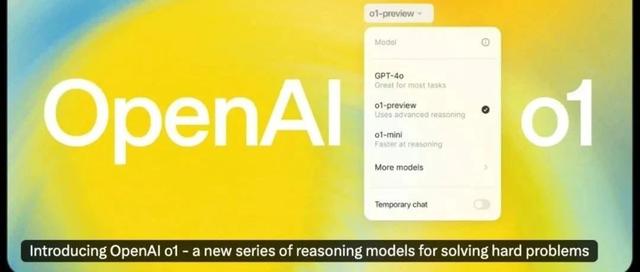 o1-preview
Model
GPT-4o
Great for most tasks
o1-preview
Uses advanced reasoning
o1-mini
Faster at reasoning
More models
Temporary chat
OpenAI o1
Introducing OpenAI o1 - a new series of reasoning models for solving hard problems